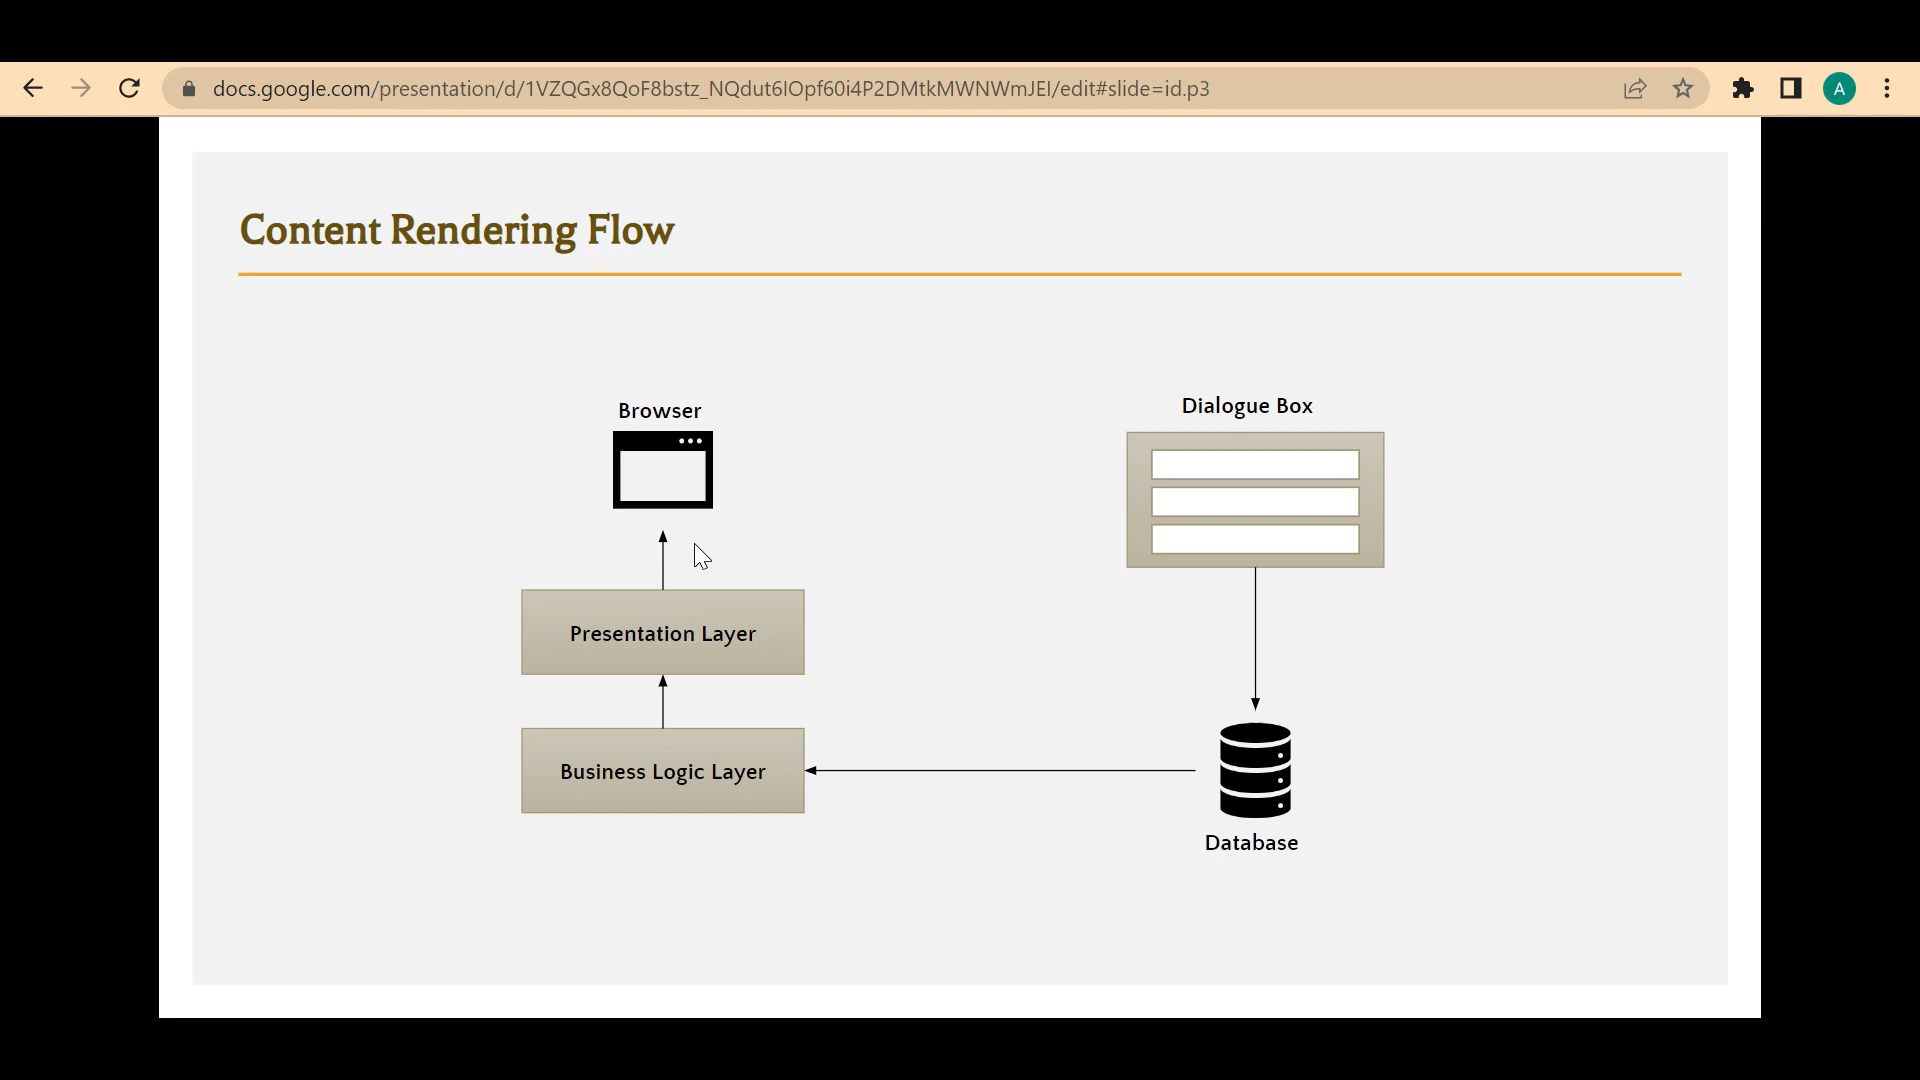 docs.google.com/presentation/d/1VZQGx8QoF8bstz_NQdut6IOpf60i4P2DMtkMWNWmJEI/edit#slide=id.p3
A
Content Rendering Flow
Browser
Dialogue Box
Presentation Layer
Business Logic Layer
Database